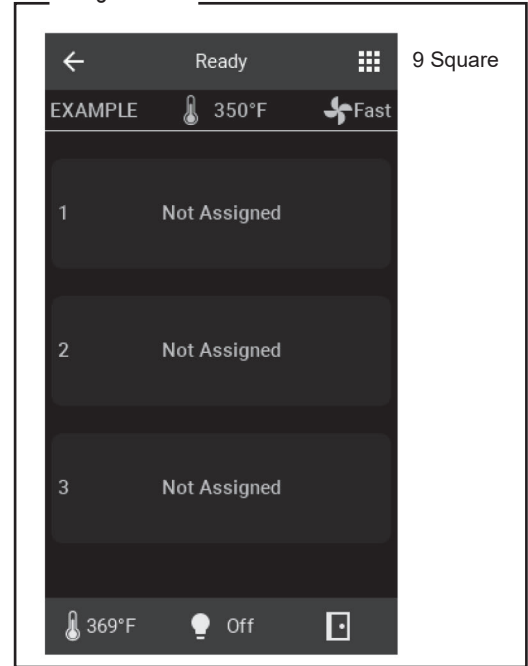 Ready
9 Square
EXAMPLE 350°F Fast
1 Not Assigned
2 Not Assigned
3 Not Assigned
369°F Off